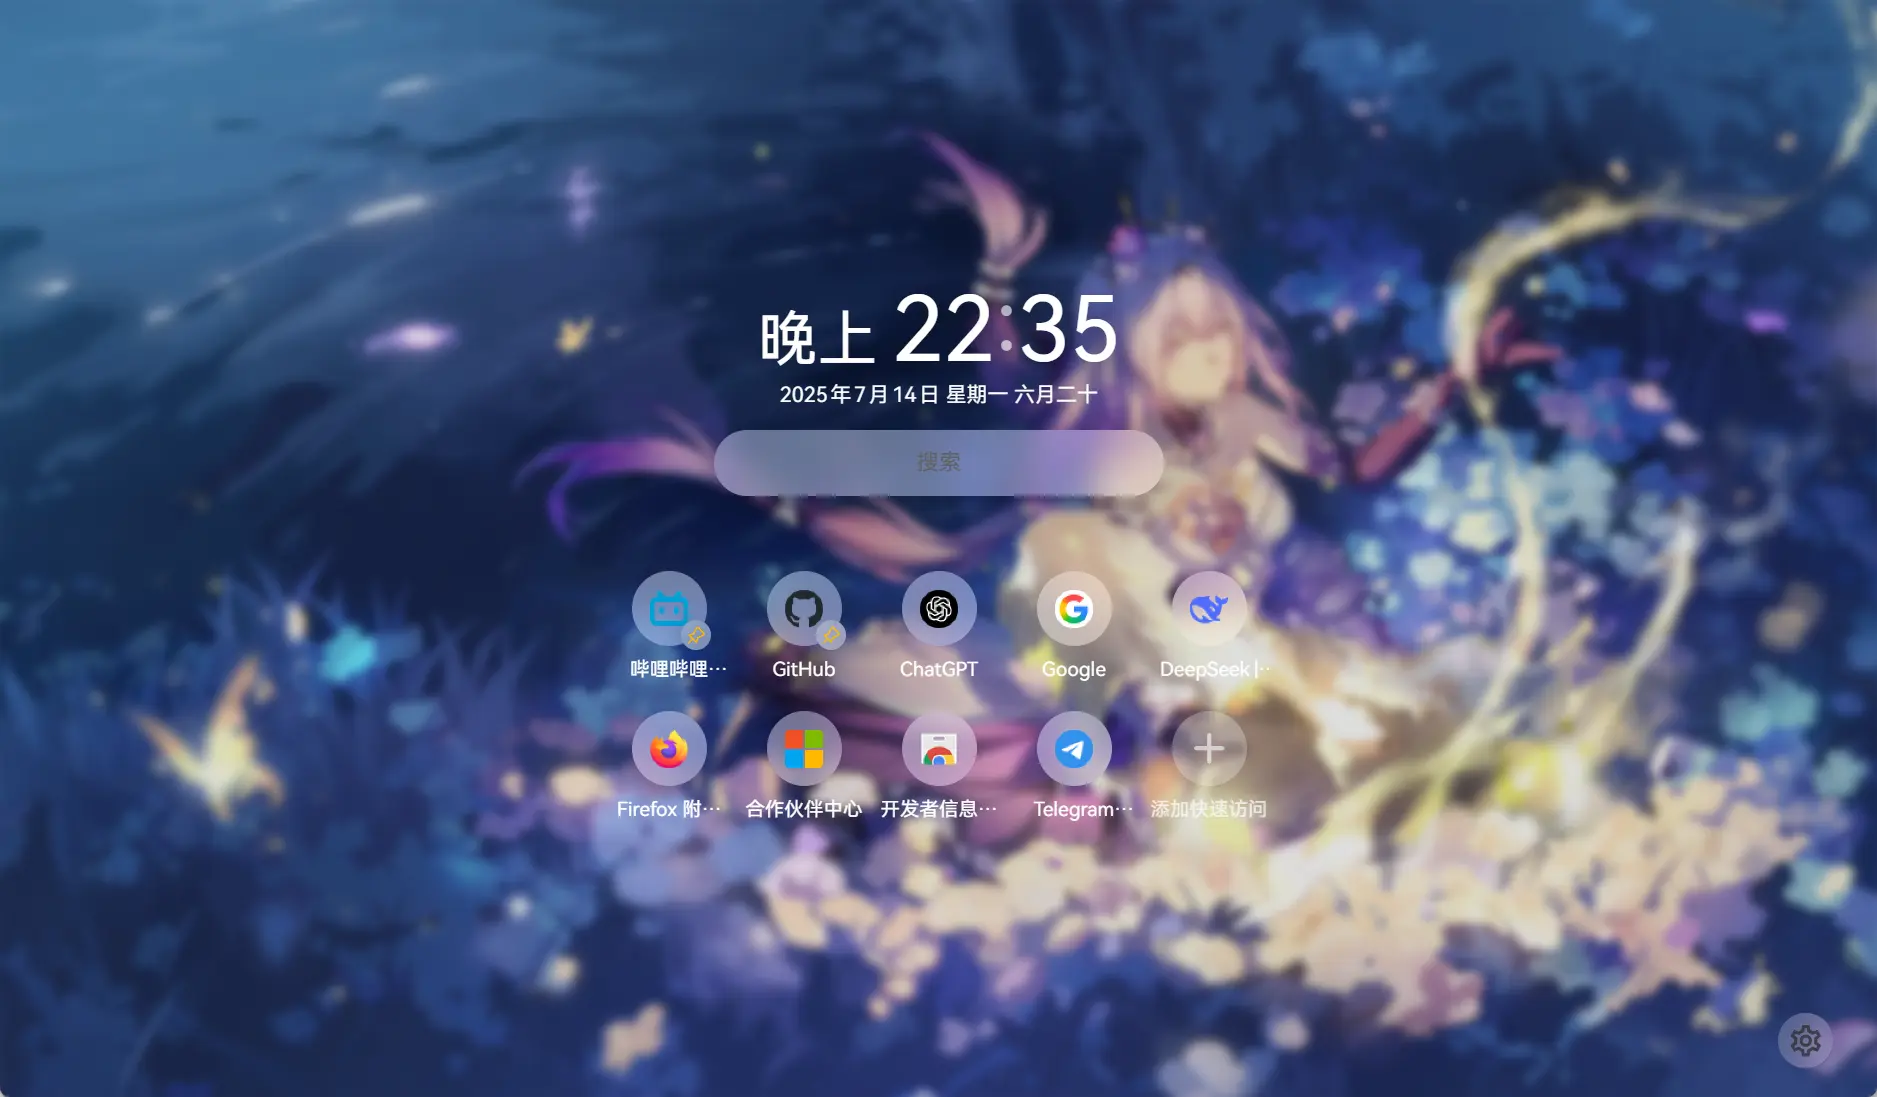 晚上 22:35
2025年7月14日 星期一 六月二十
搜索
哔哩哔哩… GitHub ChatGPT Google DeepSeek |…
Firefox 附… 合作伙伴中心 开发者信息… Telegram… 添加快速访问